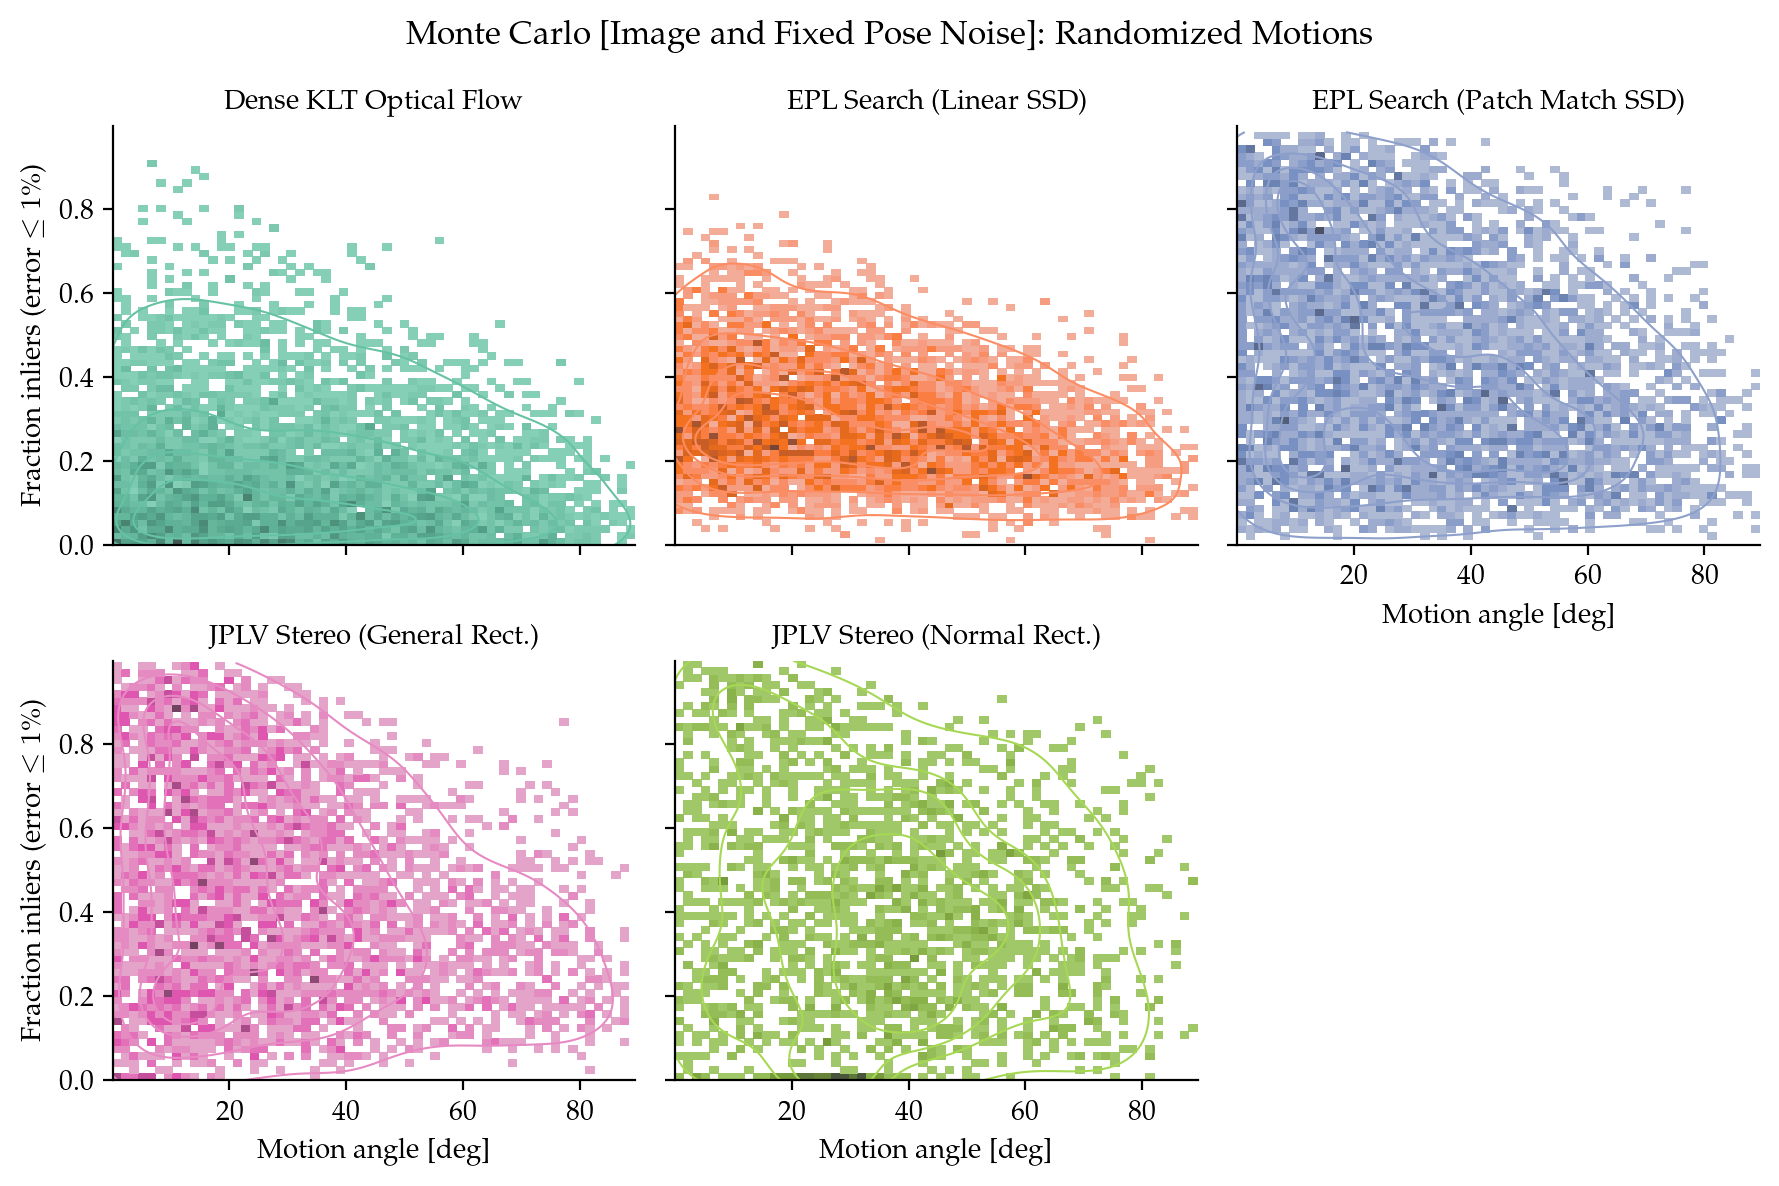 Monte Carlo [Image and Fixed Pose Noise]: Randomized Motions
Dense KLT Optical Flow
EPL Search (Linear SSD)
EPL Search (Patch Match SSD)
Fraction inliers (error ≤ 1%)
0.8
0.6
0.4
0.2
0.0
20 40 60 80
Motion angle [deg]
JPLV Stereo (General Rect.)
JPLV Stereo (Normal Rect.)
Fraction inliers (error ≤ 1%)
0.8
0.6
0.4
0.2
0.0
20 40 60 80
20 40 60 80
Motion angle [deg]
Motion angle [deg]